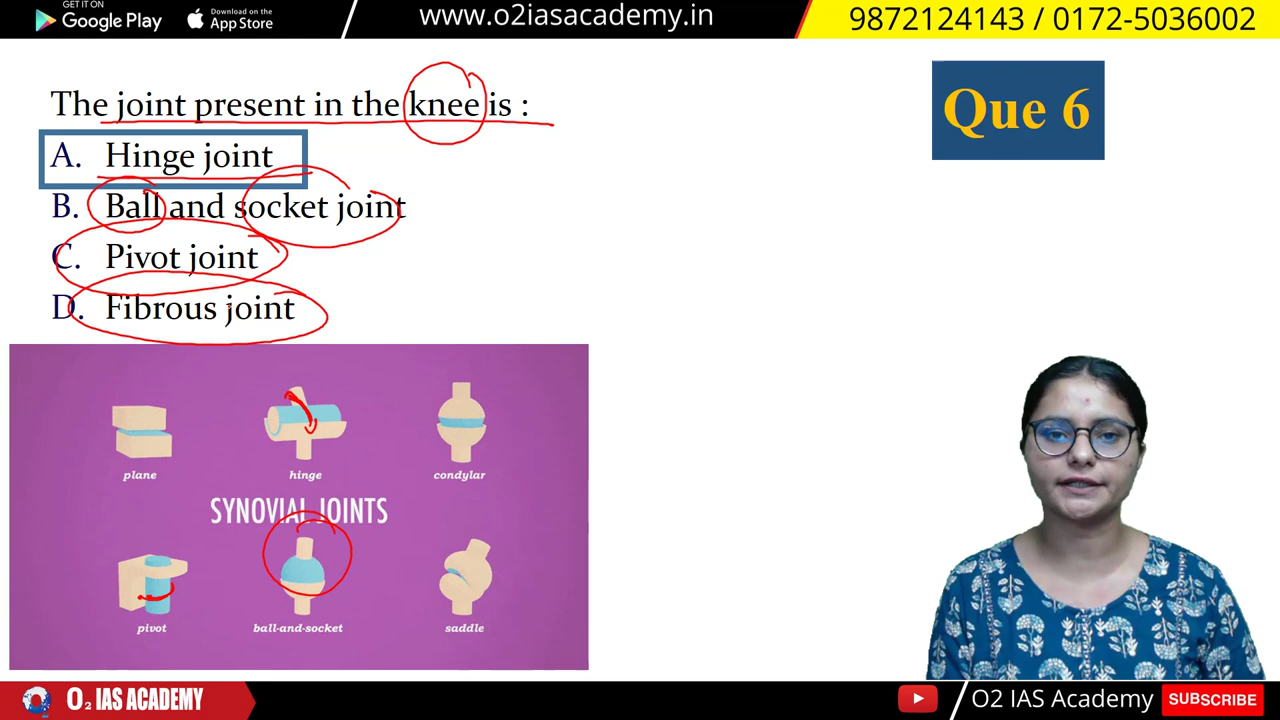 GET IT ON
Google Play
Download on the
App Store
www.o2iasacademy.in
9872124143 / 0172-5036002
The joint present in the knee is :
A. Hinge joint
B. Ball and socket joint
C. Pivot joint
D. Fibrous joint
Que 6
plane
hinge
condylar
SYNOVIAL JOINTS
pivot
ball-and-socket
saddle
O2 IAS ACADEMY
O2 IAS Academy
SUBSCRIBE